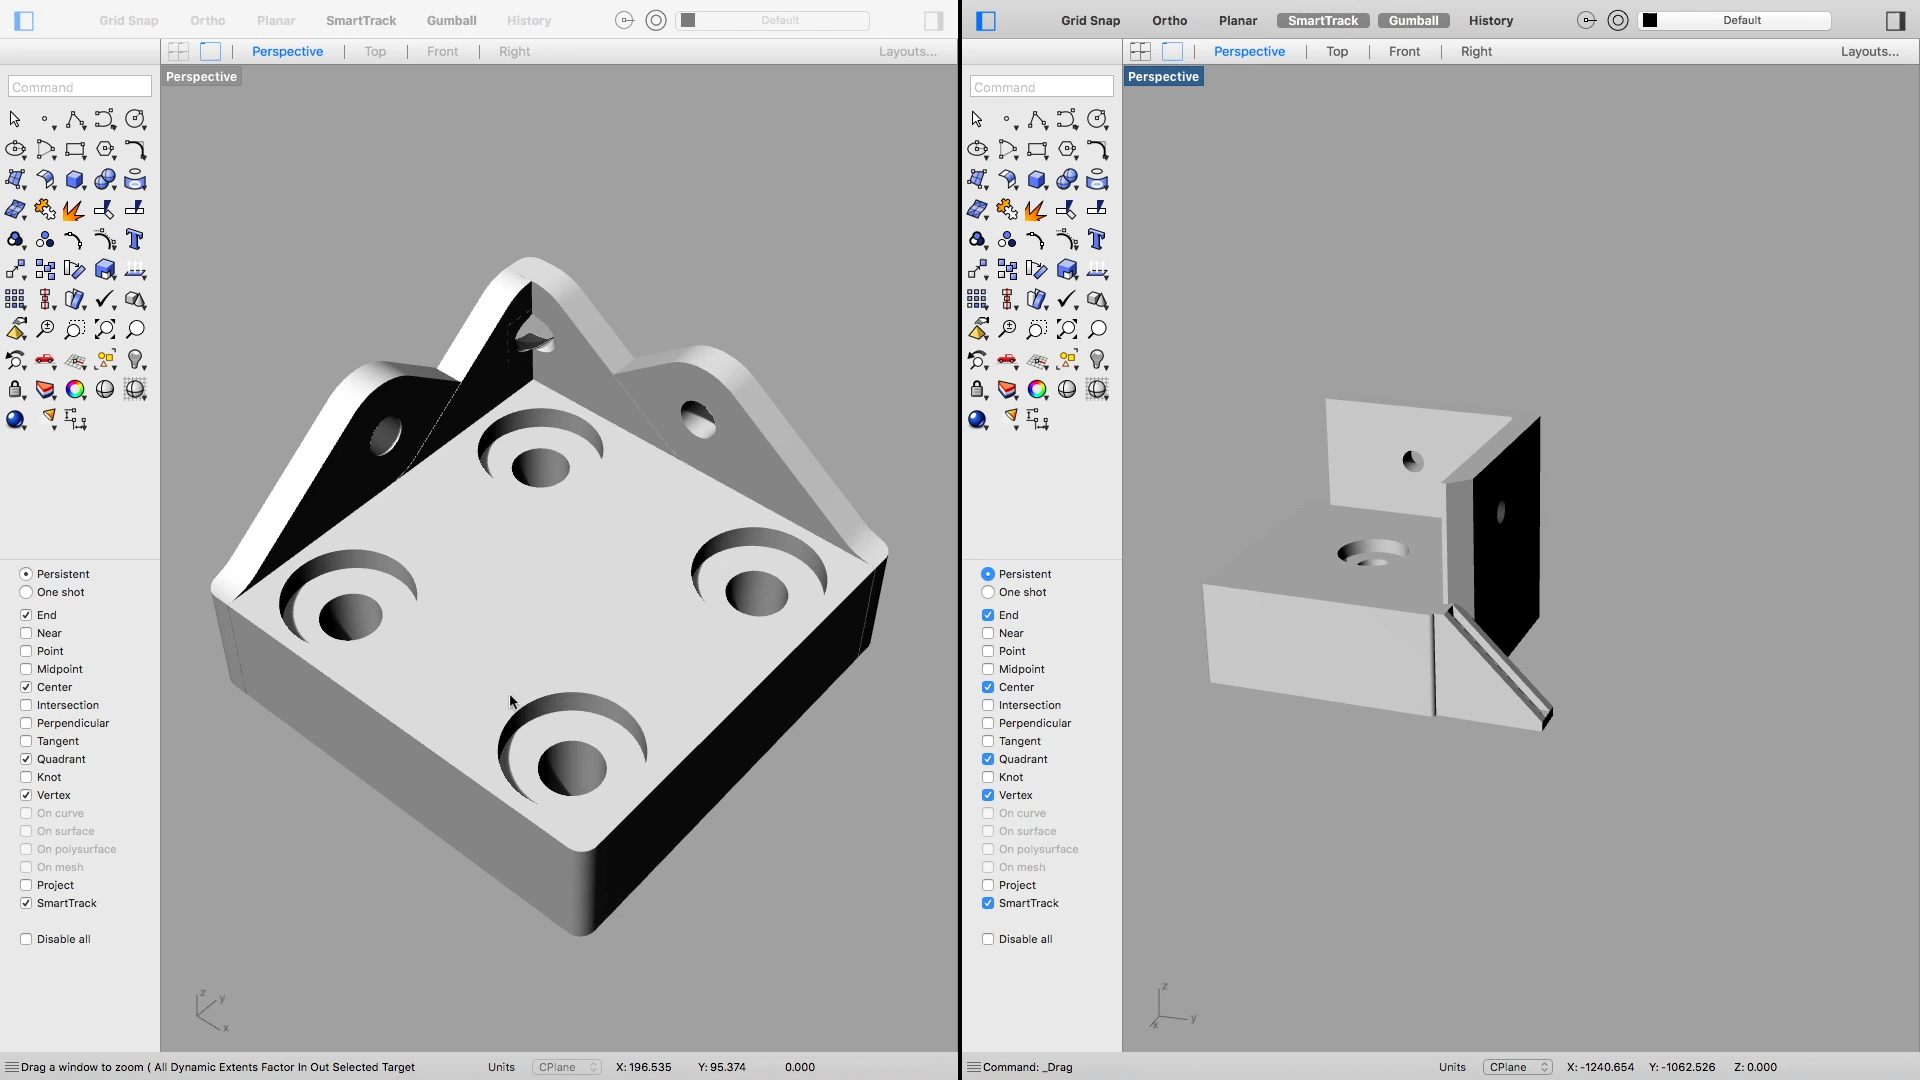 Grid Snap Ortho Planar SmartTrack Gumball History Default
Perspective Top Front Right Layouts...
Perspective
Command
Persistent
One shot
End
Near
Point
Midpoint
Center
Intersection
Perpendicular
Tangent
Quadrant
Knot
Vertex
On curve
On surface
On polysurface
On mesh
Project
SmartTrack
Disable all
z
y
x
Drag a window to zoom ( All Dynamic Extents Factor In Out Selected Target Units CPlane X: 196.535 Y: 95.374 0.000
Grid Snap Ortho Planar SmartTrack Gumball History Default
Perspective Top Front Right Layouts...
Perspective
Command
Persistent
One shot
End
Near
Point
Midpoint
Center
Intersection
Perpendicular
Tangent
Quadrant
Knot
Vertex
On curve
On surface
On polysurface
On mesh
Project
SmartTrack
Disable all
z
y
x
Command: _Drag Units CPlane X: -1240.654 Y: -1062.526 Z: 0.000